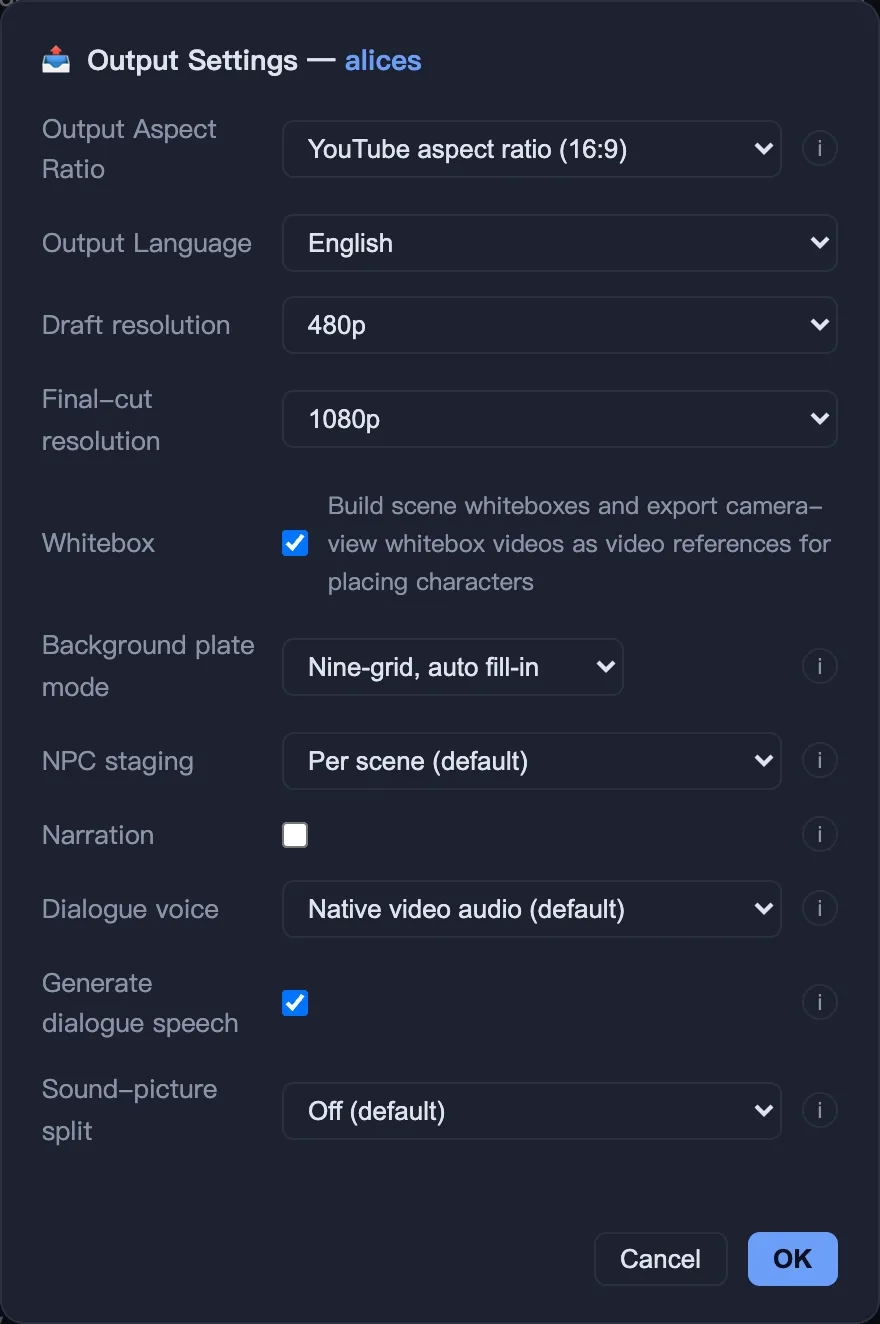 Output Settings — alices
Output Aspect
Ratio
YouTube aspect ratio (16:9)
i
Output Language
English
Draft resolution
480p
Final-cut
resolution
1080p
Whitebox
Build scene whiteboxes and export camera-
view whitebox videos as video references for
placing characters
Background plate
mode
Nine-grid, auto fill-in
i
NPC staging
Per scene (default)
i
Narration
i
Dialogue voice
Native video audio (default)
i
Generate
dialogue speech
i
Sound-picture
split
Off (default)
i
Cancel
OK